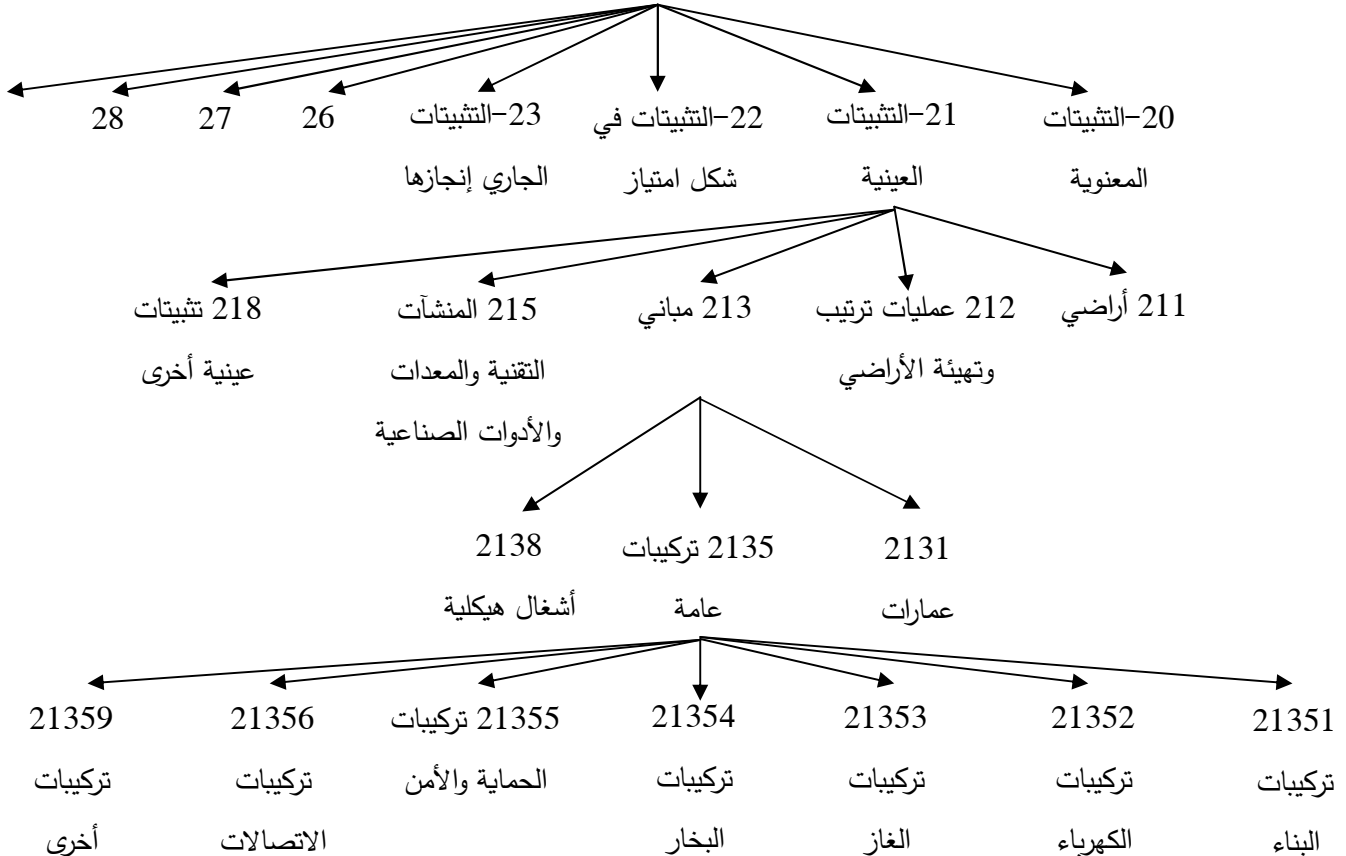 20-التثبيتات 21-التثبيتات 22-التثبيتات في 23-التثبيتات 26 27 28
المعنوية العينية شكل امتياز الجاري إنجازها
211 أراضي 212 عمليات ترتيب 213 مباني 215 المنشآت 218 تثبيتات
وتهيئة الأراضي التقنية والمعدات عينية أخرى
والأدوات الصناعية
2131 2135 تركيبات 2138
عمارات عامة أشغال هيكلية
21351 21352 21353 21354 21355 تركيبات 21356 21359
تركيبات تركيبات تركيبات تركيبات الحماية والأمن تركيبات تركيبات
البناء الكهرباء الغاز البخار الاتصالات أخرى